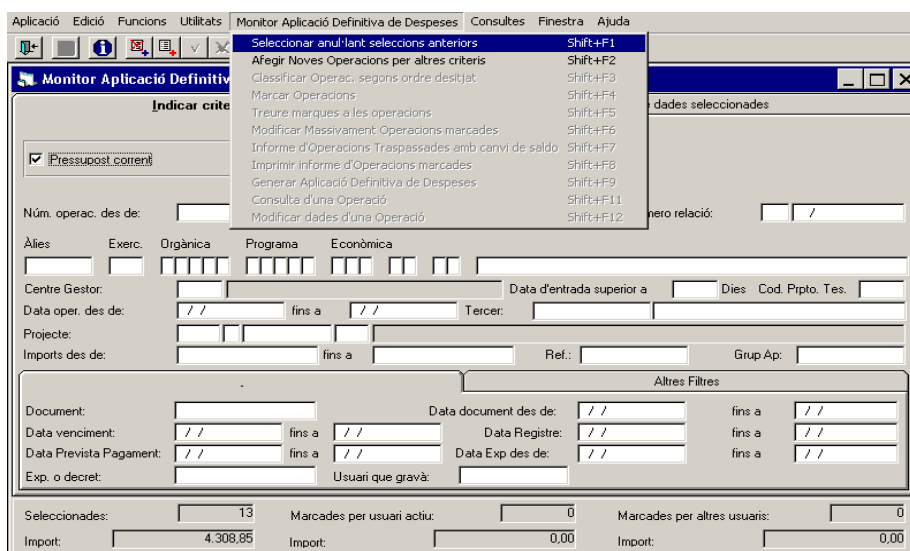 Aplicació Edició Funcions Utilitats Monitor Aplicació Definitiva de Despeses Consultes Finestra Ajuda
Seleccionar anul·lant seleccions anteriors Shift+F1
Afegir Noves Operacions per altres criteris Shift+F2
Monitor Aplicació Definitiv
Classificar Operac. segons ordre desitjat Shift+F3
Marcar Operacions Shift+F4
Indicar crite
dades seleccionades
Treure marques a les operacions Shift+F5
Modificar Massivament Operacions marcades Shift+F6
Informe d'Operacions Traspassades amb canvi de saldo Shift+F7
Pressupost corrent
Imprimir informe d'Operacions marcades Shift+F8
Generar Aplicació Definitiva de Despeses Shift+F9
Consulta d'una Operació Shift+F11
Modificar dades d'una Operació Shift+F12
Núm. operac. des de: mero relació: /
Àlies Exerc. Orgànica Programa Econòmica
Centre Gestor: Data d'entrada superior a Dies Cod. Prpto. Tes.
Data oper. des de: / / fins a / / Tercer:
Projecte:
Imports des de: fins a Ref.: Grup Ap:
. Altres Filtres
Document: Data document des de: / / fins a / /
Data venciment: / / fins a / / Data Registre: / / fins a / /
Data Prevista Pagament: / / fins a / / Data Exp des de: / / fins a / /
Exp. o decret: Usuari que gravà:
Seleccionades: 13 Marcades per usuari actiu: 0 Marcades per altres usuaris: 0
Import: 4.308,85 Import: 0,00 Import: 0,00